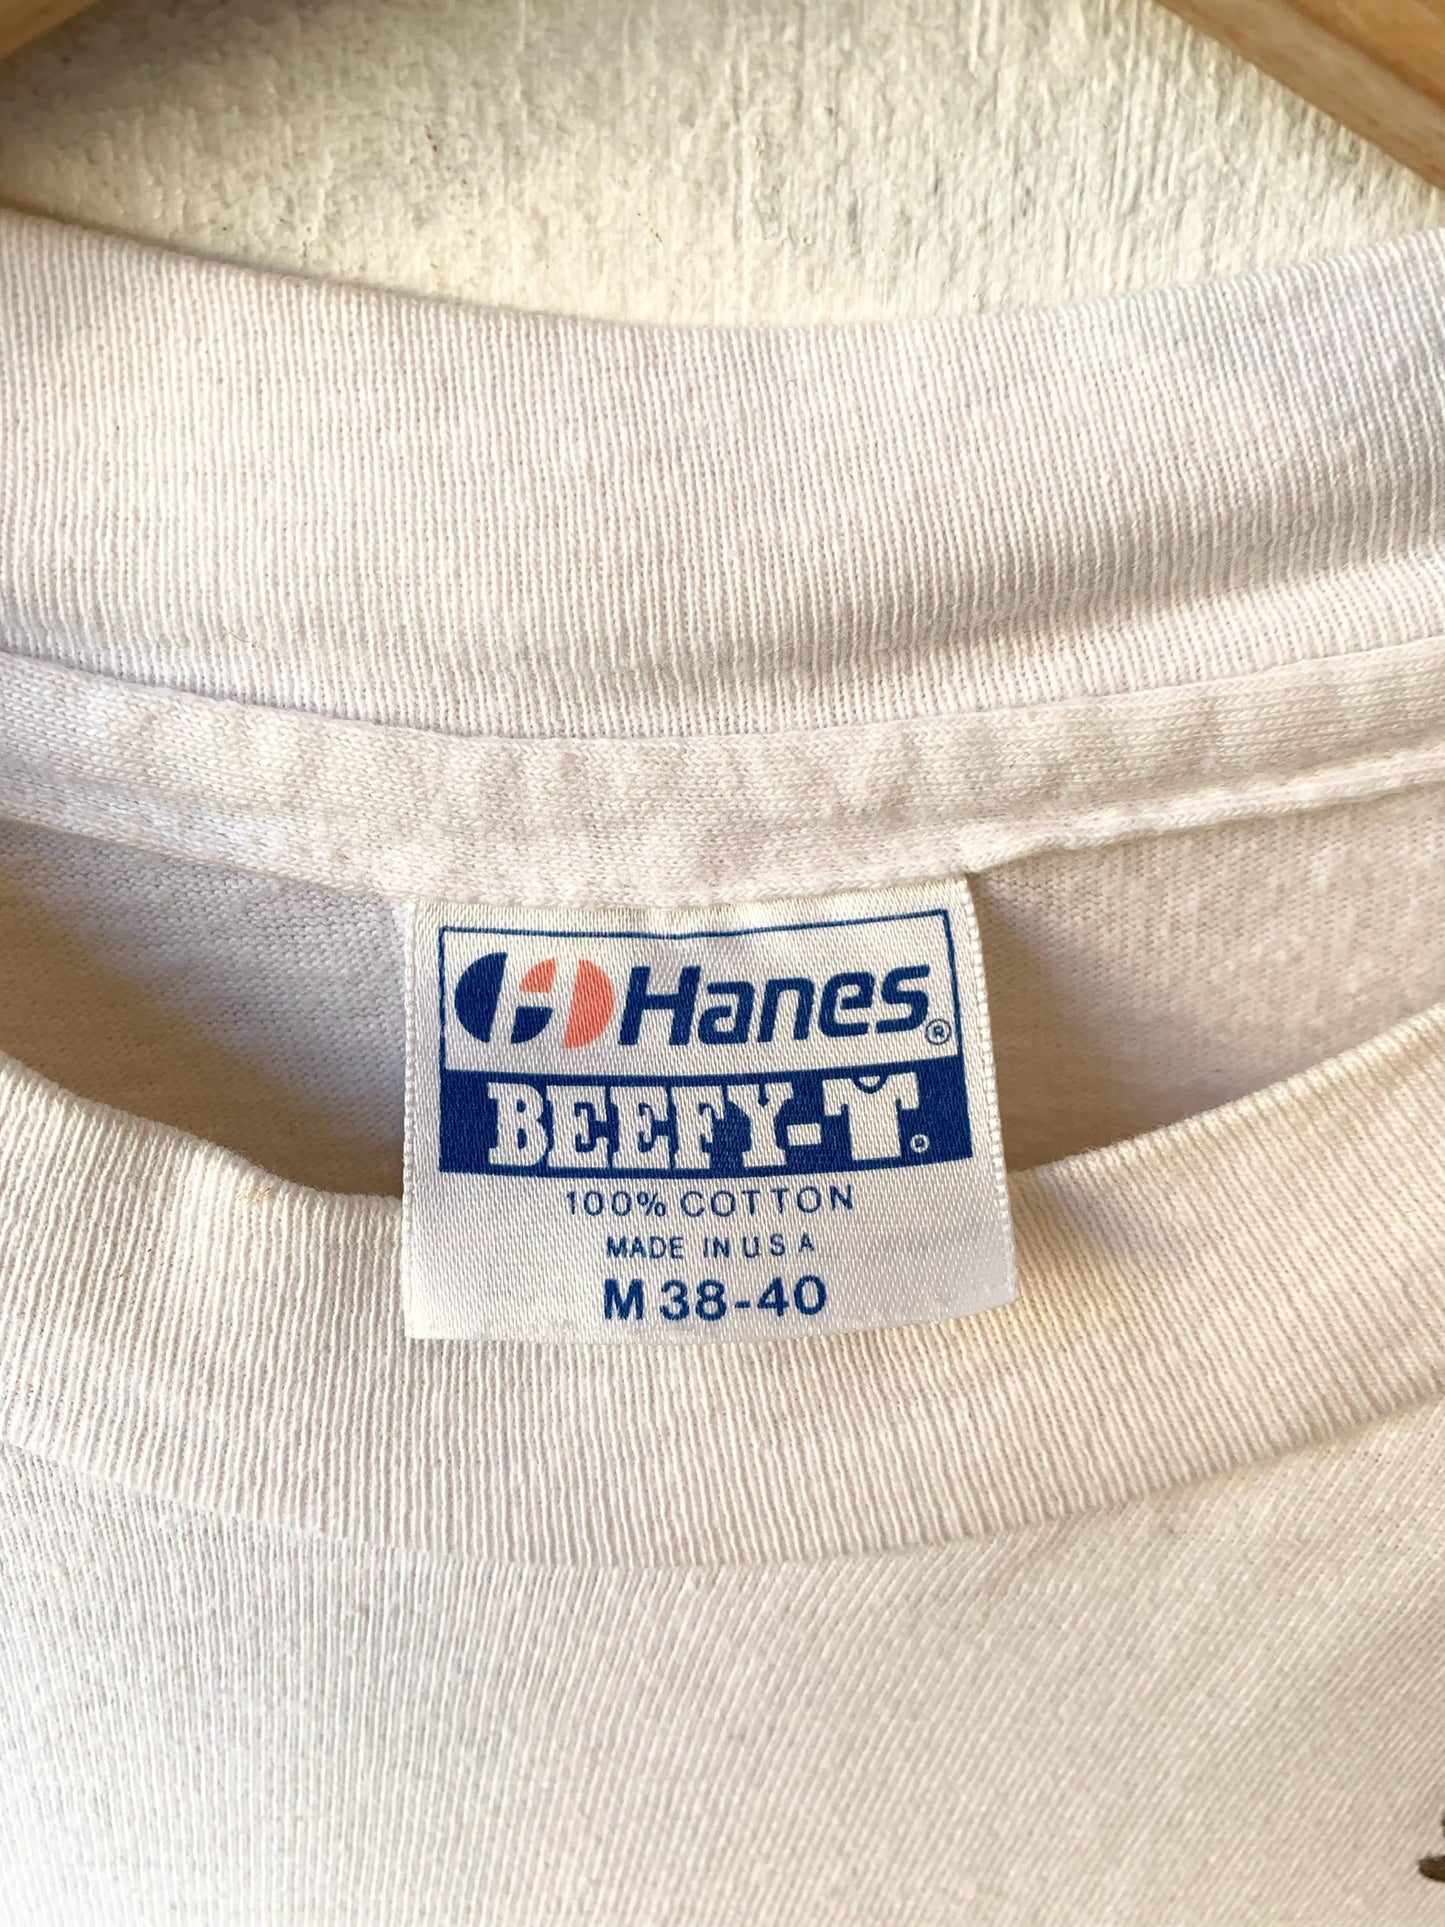 Hanes®
BEEFY-T®
100% COTTON
MADE IN U S A
M 38-40